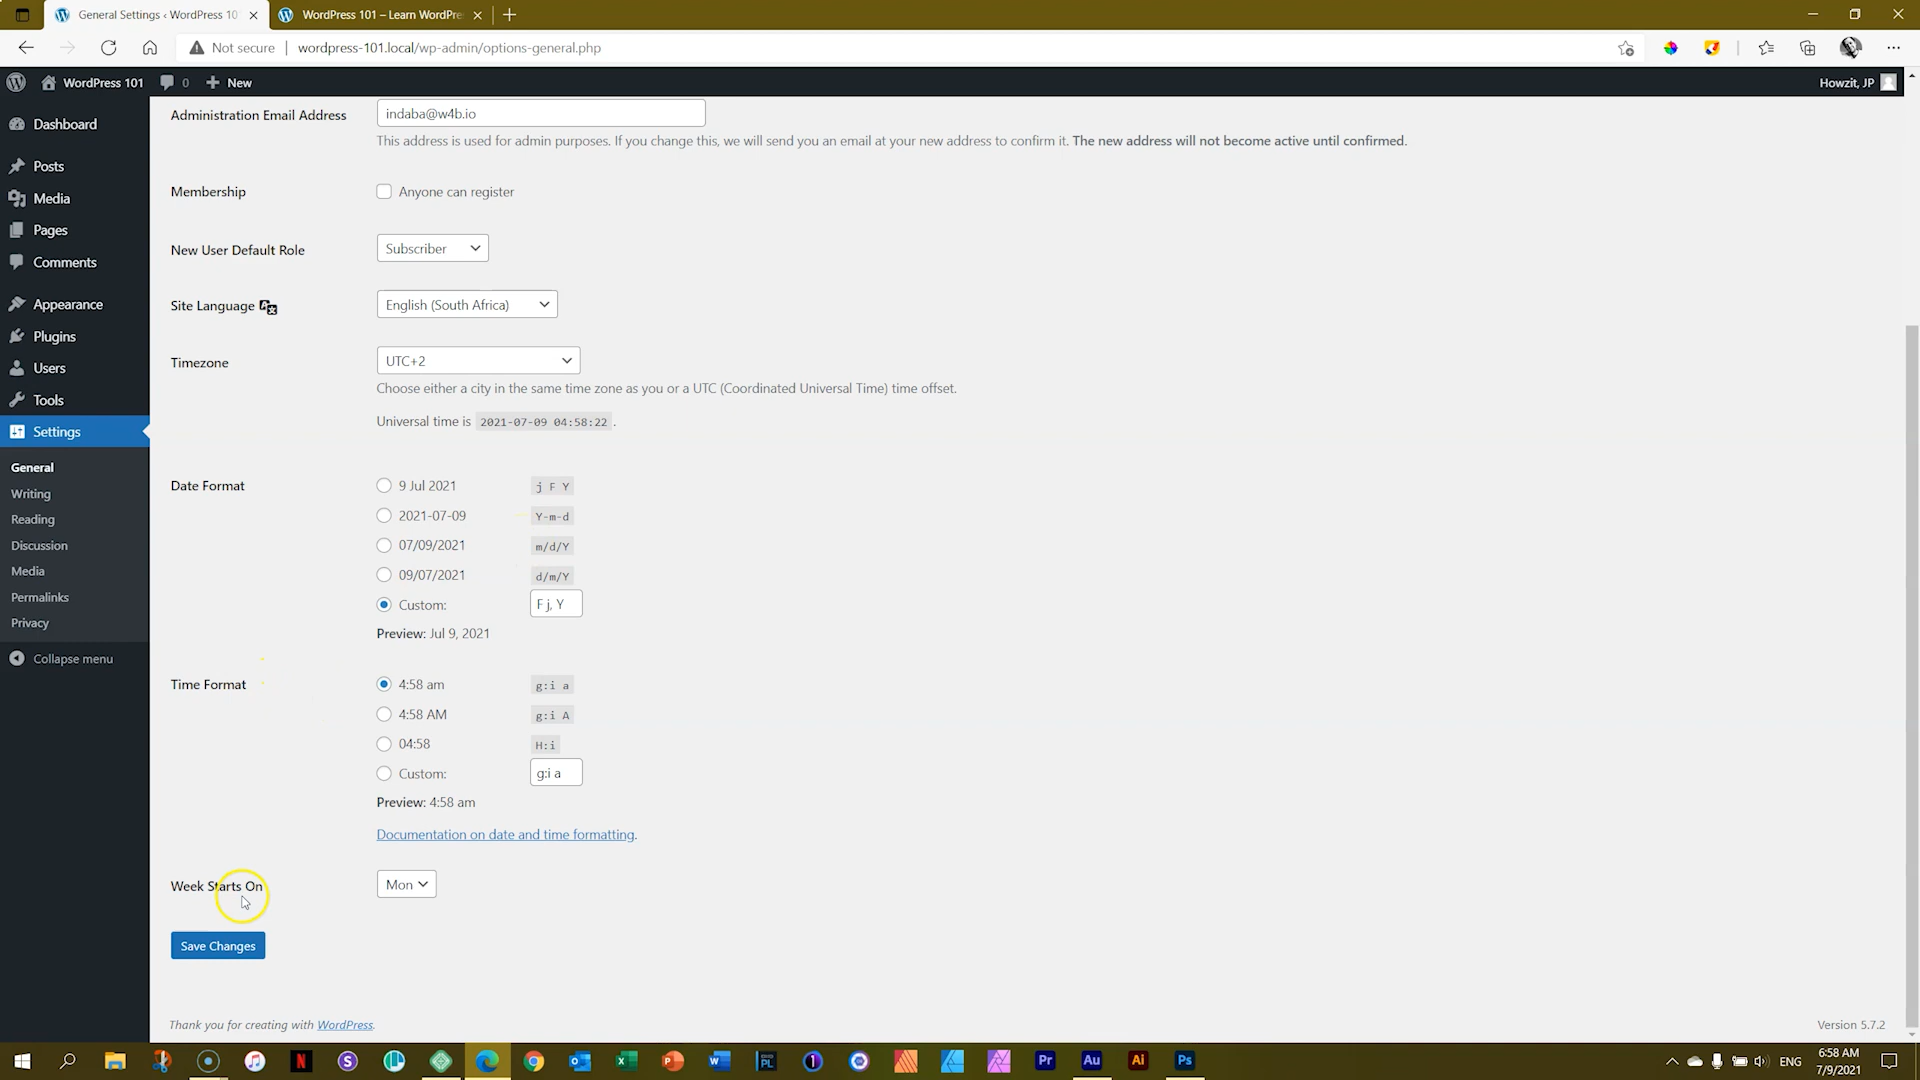 General Settings ‹ WordPress 10
WordPress 101 – Learn WordPre
Not secure
wordpress-101.local/wp-admin/options-general.php
WordPress 101
0
New
Howzit, JP
Dashboard
Posts
Media
Pages
Comments
Appearance
Plugins
Users
Tools
Settings
General
Writing
Reading
Discussion
Media
Permalinks
Privacy
Collapse menu
Administration Email Address
indaba@w4b.io
This address is used for admin purposes. If you change this, we will send you an email at your new address to confirm it. The new address will not become active until confirmed.
Membership
Anyone can register
New User Default Role
Subscriber
Site Language
English (South Africa)
Timezone
UTC+2
Choose either a city in the same time zone as you or a UTC (Coordinated Universal Time) time offset.
Universal time is 2021-07-09 04:58:22 .
Date Format
9 Jul 2021 j F Y
2021-07-09 Y-m-d
07/09/2021 m/d/Y
09/07/2021 d/m/Y
Custom: F j, Y
Preview: Jul 9, 2021
Time Format
4:58 am g:i a
4:58 AM g:i A
04:58 H:i
Custom: g:i a
Preview: 4:58 am
Documentation on date and time formatting.
Week Starts On
Mon
Save Changes
Thank you for creating with WordPress.
Version 5.7.2
ENG
6:58 AM
7/9/2021
Pr
Au
Ai
Ps